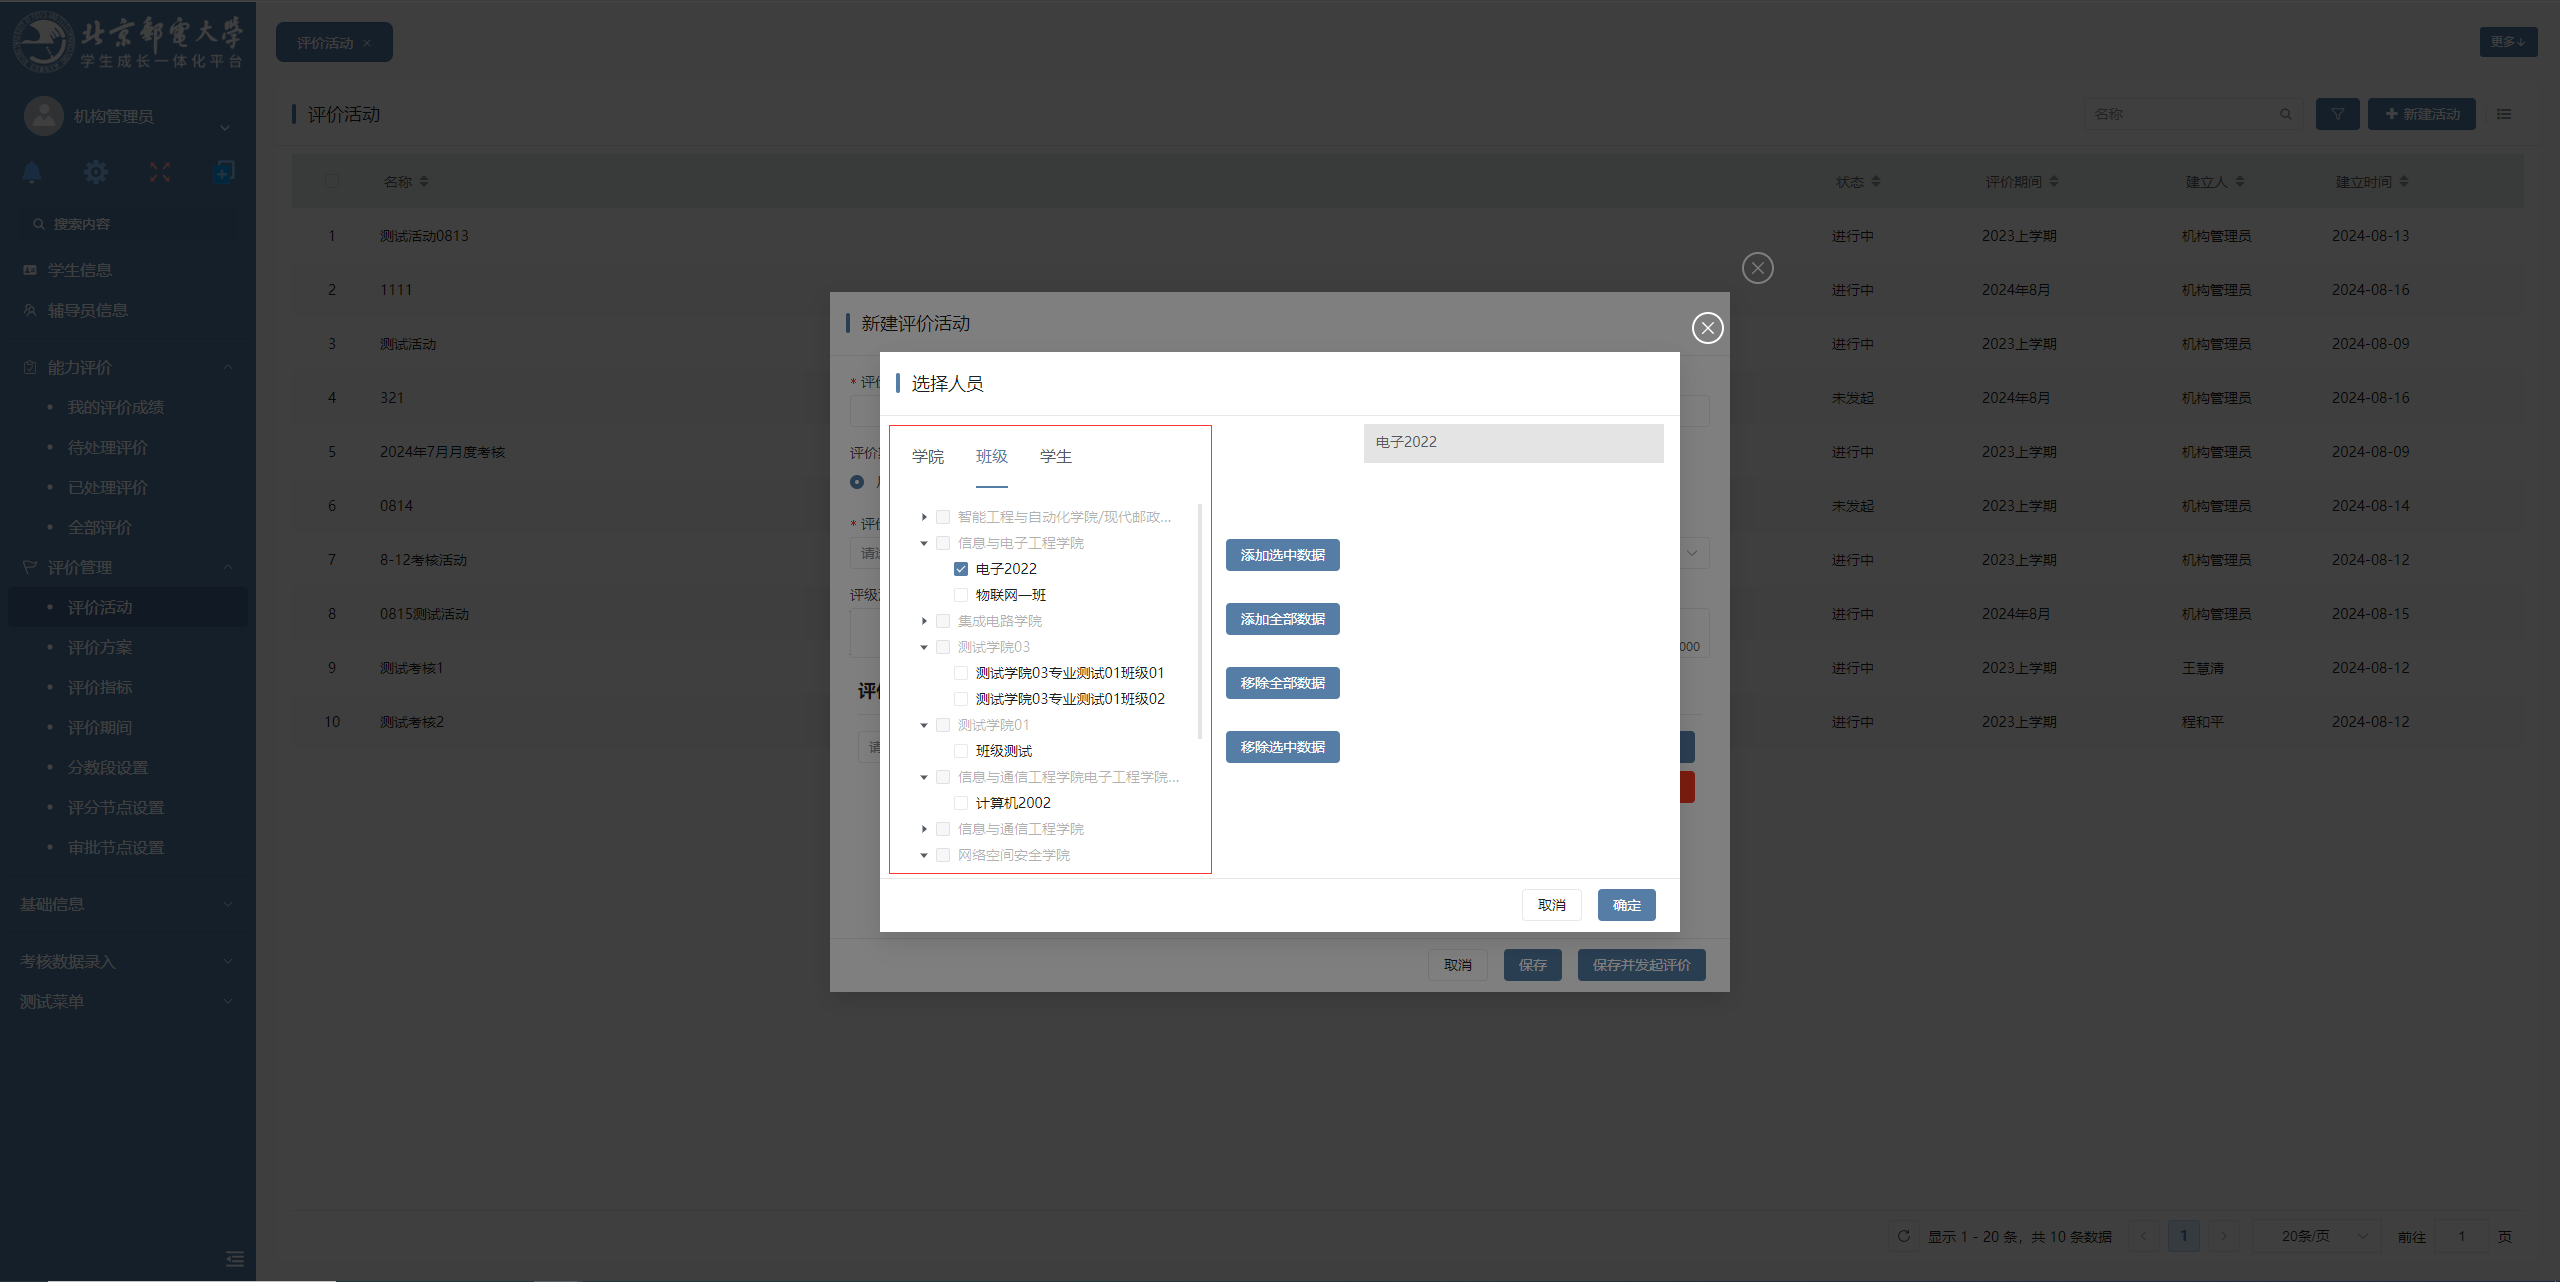 北京邮电大学
学生成长一体化平台
评价活动 ×
更多↓
机构管理员
搜索内容
学生信息
辅导员信息
能力评价
我的评价成绩
待处理评价
已处理评价
全部评价
评价管理
评价活动
评价方案
评价指标
评价期间
分数段设置
评分节点设置
审批节点设置
基础信息
考核数据录入
测试菜单
评价活动
名称
新建活动
名称 状态 评价期间 建立人 建立时间
1 测试活动0813 进行中 2023上学期 机构管理员 2024-08-13
2 1111 进行中 2024年8月 机构管理员 2024-08-16
3 测试活动 进行中 2023上学期 机构管理员 2024-08-09
4 321 未发起 2024年8月 机构管理员 2024-08-16
5 2024年7月月度考核 进行中 2023上学期 机构管理员 2024-08-09
6 0814 未发起 2023上学期 机构管理员 2024-08-14
7 8-12考核活动 进行中 2023上学期 机构管理员 2024-08-12
8 0815测试活动 进行中 2024年8月 机构管理员 2024-08-15
9 测试考核1 进行中 2023上学期 王慧清 2024-08-12
10 测试考核2 进行中 2023上学期 程和平 2024-08-12
新建评价活动
* 评
评价
* 评
请
评级
000
评
请
取消 保存 保存并发起评价
选择人员
学院 班级 学生
智能工程与自动化学院/现代邮政...
信息与电子工程学院
电子2022
物联网一班
集成电路学院
测试学院03
测试学院03专业测试01班级01
测试学院03专业测试01班级02
测试学院01
班级测试
信息与通信工程学院电子工程学院...
计算机2002
信息与通信工程学院
网络空间安全学院
添加选中数据
添加全部数据
移除全部数据
移除选中数据
电子2022
取消 确定
显示 1 - 20 条，共 10 条数据 1 20条/页 前往 1 页